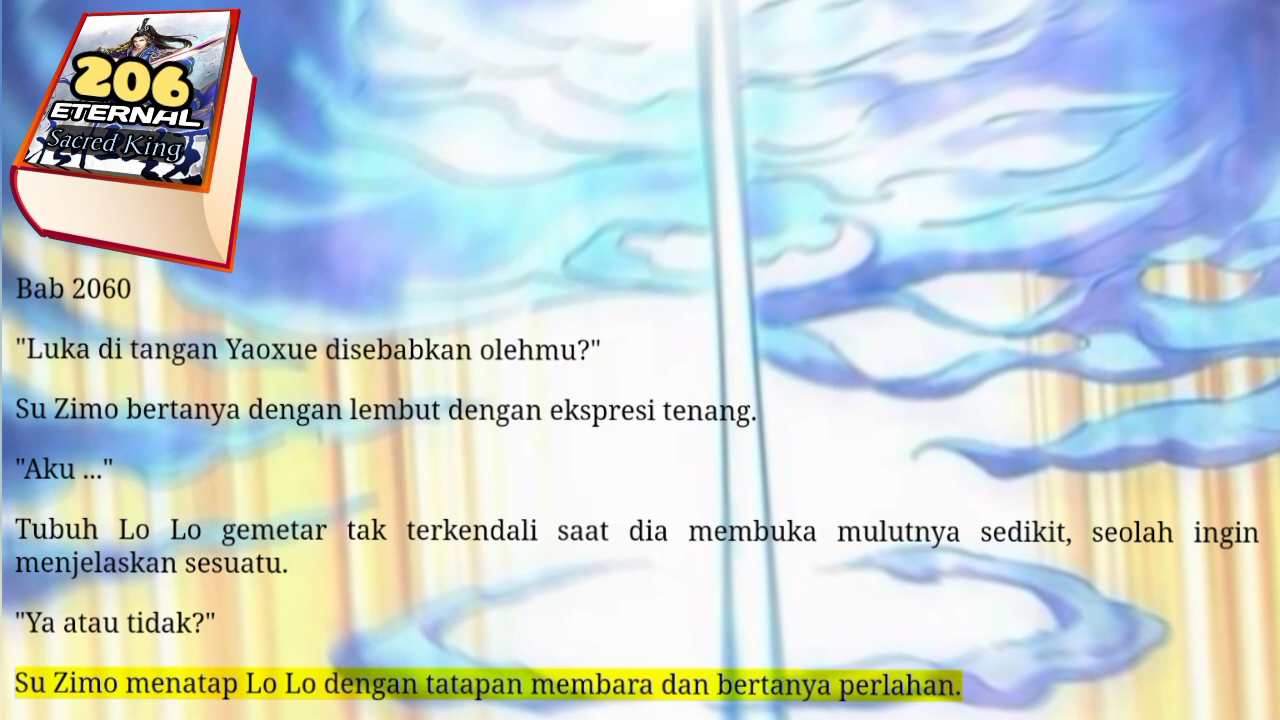 206
ETERNAL
Sacred King
Bab 2060
"Luka di tangan Yaoxue disebabkan olehmu?"
Su Zimo bertanya dengan lembut dengan ekspresi tenang.
"Aku ..."
Tubuh Lo Lo gemetar tak terkendali saat dia membuka mulutnya sedikit, seolah ingin
menjelaskan sesuatu.
"Ya atau tidak?"
Su Zimo menatap Lo Lo dengan tatapan membara dan bertanya perlahan.